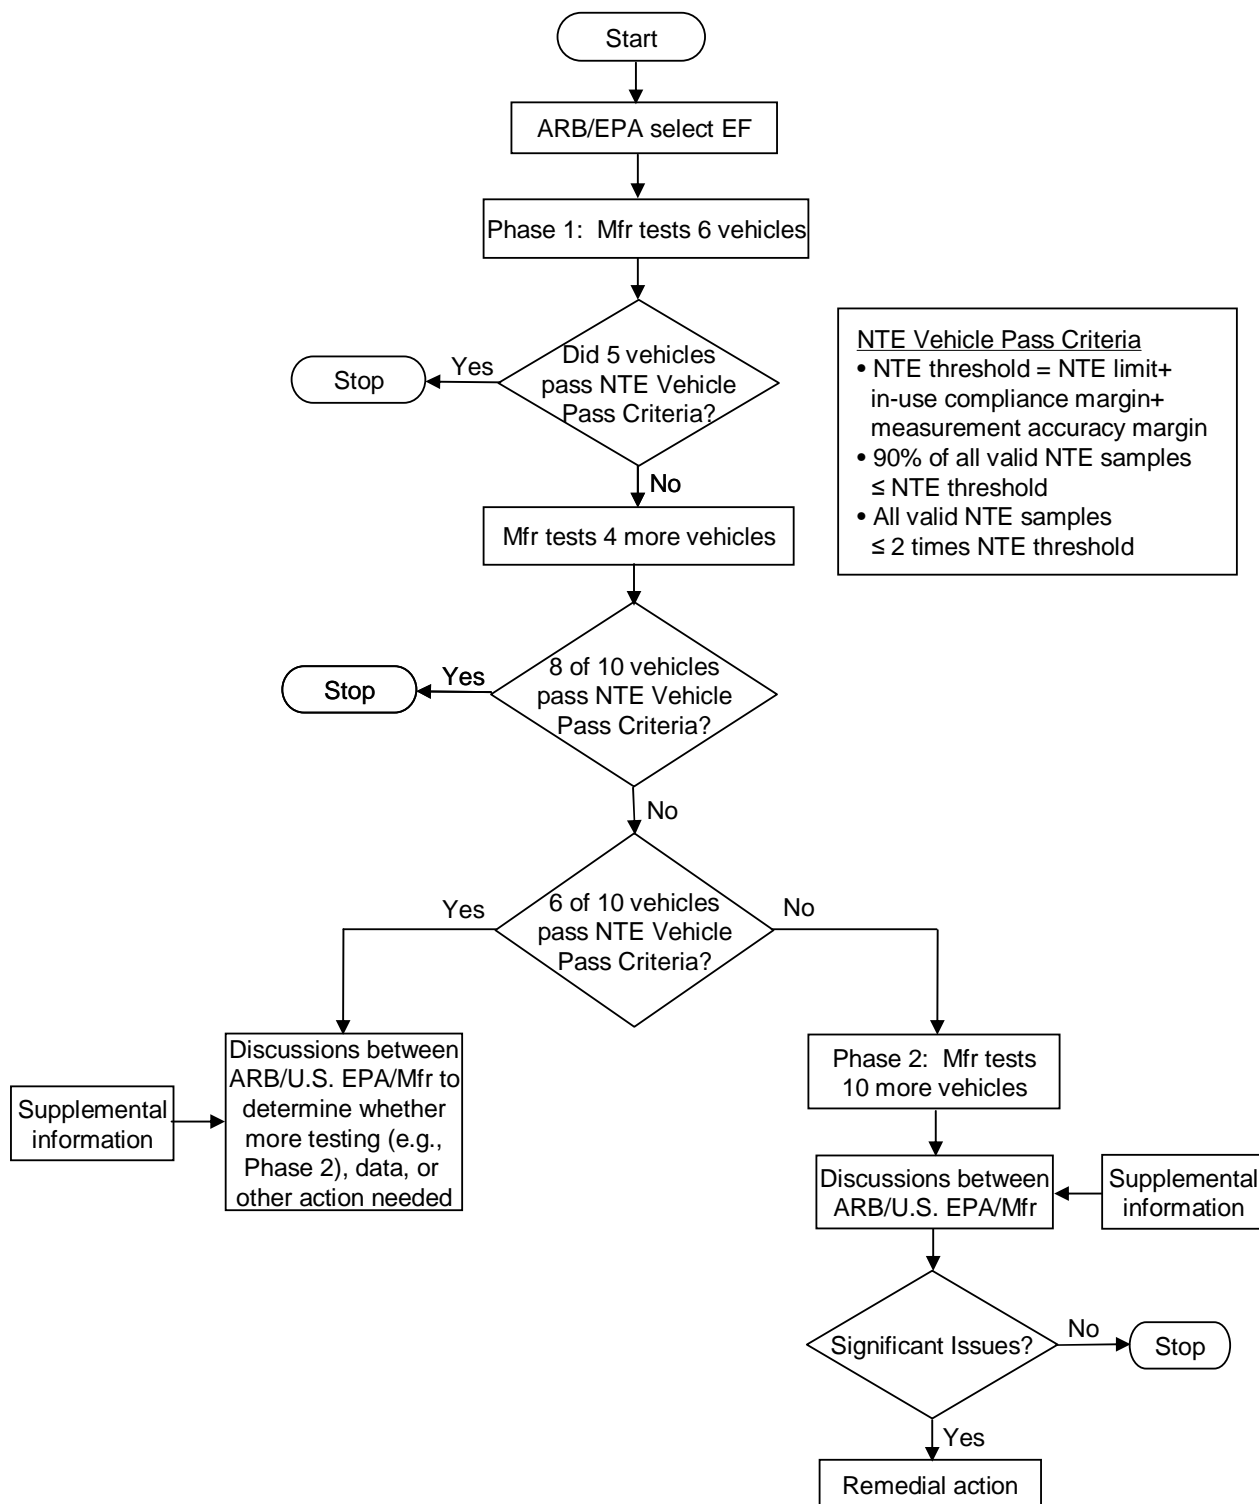 Start
ARB/EPA select EF
Phase 1:  Mfr tests 6 vehicles
Did 5 vehicles
pass NTE Vehicle
Pass Criteria?
Yes
Stop
No
NTE Vehicle Pass Criteria
• NTE threshold = NTE limit+
in-use compliance margin+
measurement accuracy margin
• 90% of all valid NTE samples
≤ NTE threshold
• All valid NTE samples
≤ 2 times NTE threshold
Mfr tests 4 more vehicles
8 of 10 vehicles
pass NTE Vehicle
Pass Criteria?
Yes
Stop
No
6 of 10 vehicles
pass NTE Vehicle
Pass Criteria?
Yes
No
Discussions between
ARB/U.S. EPA/Mfr to
determine whether
more testing (e.g.,
Phase 2), data, or
other action needed
Supplemental
information
Phase 2:  Mfr tests
10 more vehicles
Discussions between
ARB/U.S. EPA/Mfr
Supplemental
information
Significant Issues?
No
Stop
Yes
Remedial action